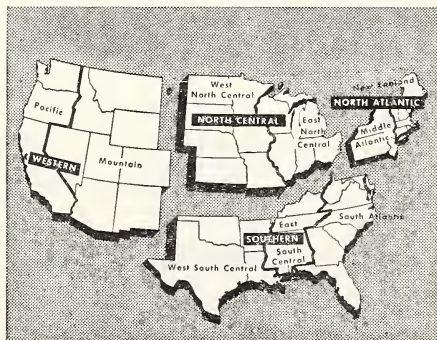 West
North Central
New England
NORTH ATLANTIC
Pacific
NORTH CENTRAL
East
North
Central
Middle
Atlantic
WESTERN
Mountain
East
South Atlantic
SOUTHERN
South
Central
West South Central